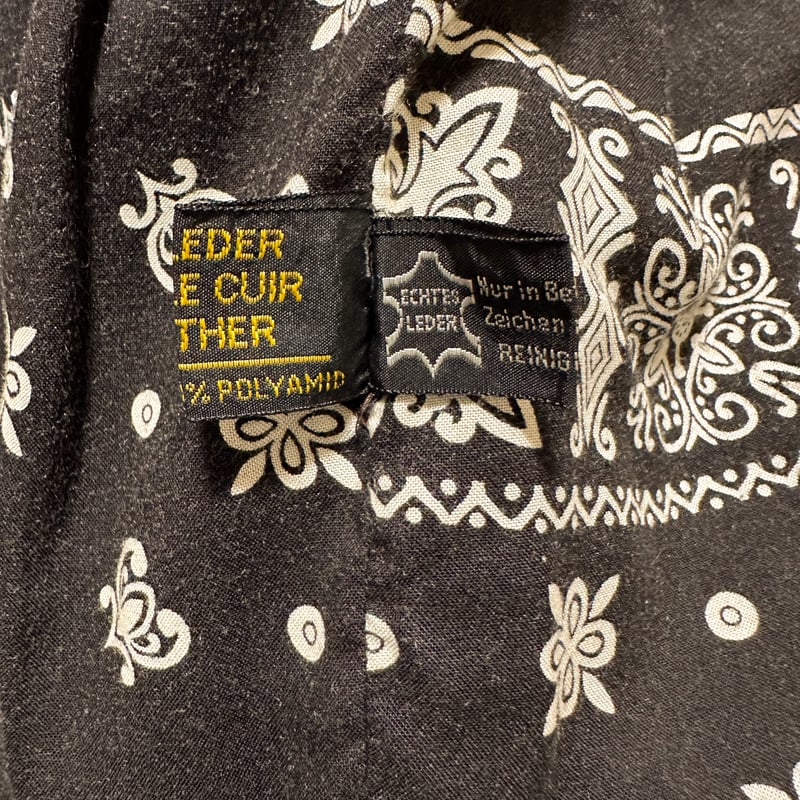 LEDER
E CUIR
THER
% POLYAMID
ECHTES
LEDER
Nur in Be
Zeichen
REINIG